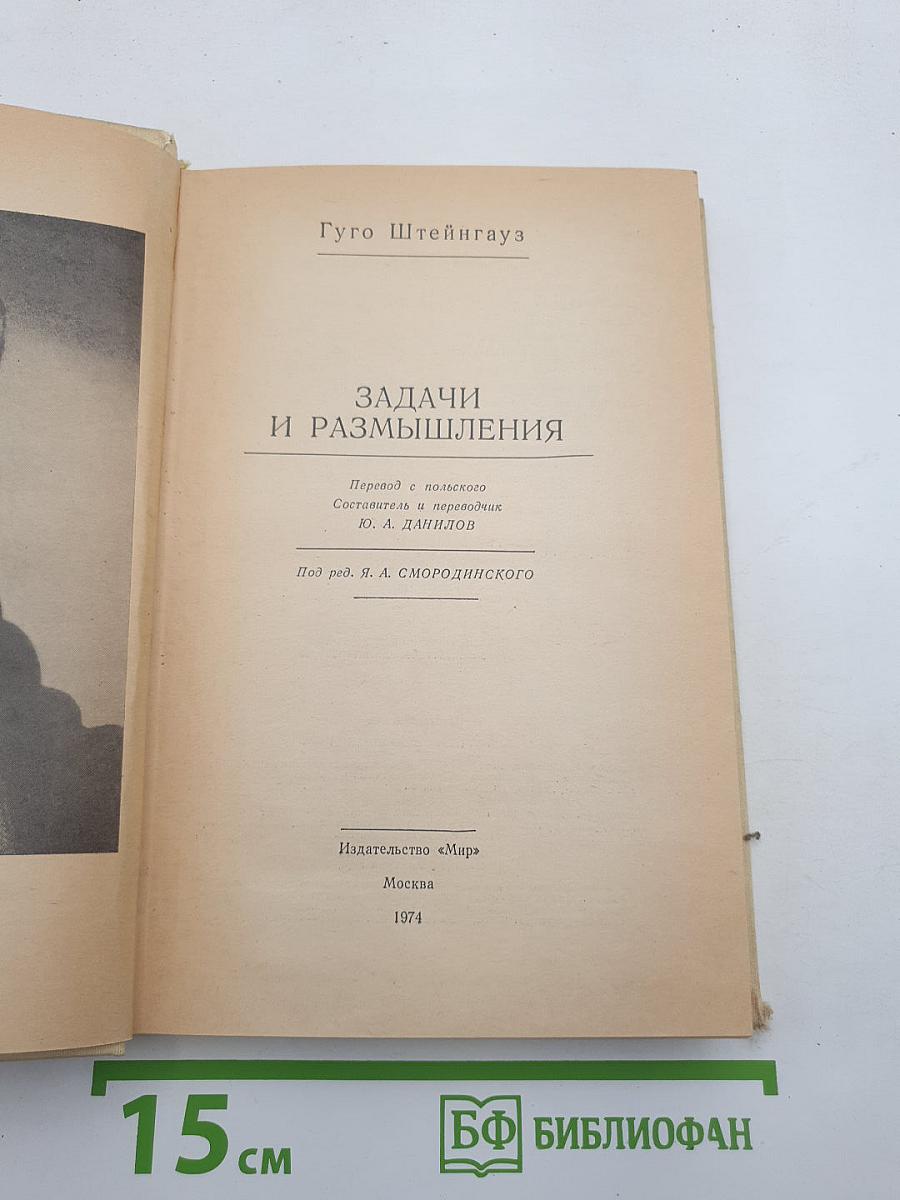 Гуго Штейнгауз
ЗАДАЧИ
И РАЗМЫШЛЕНИЯ
Перевод с польского
Составитель и переводчик
Ю. А. ДАНИЛОВ
Под ред. Я. А. СМОРОДИНСКОГО
Издательство «Мир»
Москва
1974
15 см
БФ БИБЛИОФАН